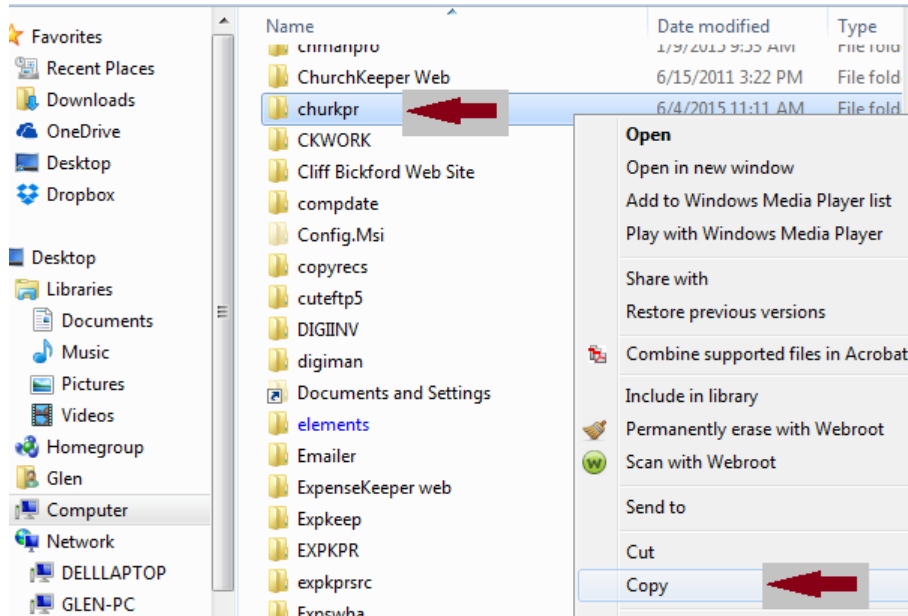 Favorites
Recent Places
Downloads
OneDrive
Desktop
Dropbox
Desktop
Libraries
Documents
Music
Pictures
Videos
Homegroup
Glen
Computer
Network
DELLLAPTOP
GLEN-PC
Name Date modified Type
chmanpro 1/9/2015 9:53 AM File fold
ChurchKeeper Web 6/15/2011 3:22 PM File fold
churkpr 6/4/2015 11:11 AM File fold
CKWORK
Cliff Bickford Web Site
compdate
Config.Msi
copyrecs
cuteftp5
DIGIINV
digiman
Documents and Settings
elements
Emailer
ExpenseKeeper web
Expkeep
EXPKPR
expkprsrc
Expswha
Open
Open in new window
Add to Windows Media Player list
Play with Windows Media Player
Share with
Restore previous versions
Combine supported files in Acrobat
Include in library
Permanently erase with Webroot
Scan with Webroot
Send to
Cut
Copy